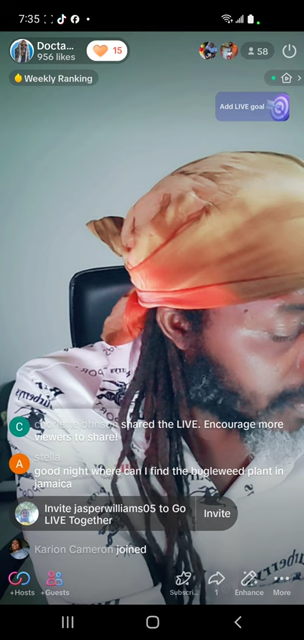 7:35
Docta...
956 likes
15
58
Weekly Ranking
Add LIVE goal
C
shared the LIVE. Encourage more
viewers to share!
A
stella
good night where can I find the bugleweed plant in
jamaica
Invite jasperwilliams05 to Go
LIVE Together
Invite
Karion Cameron joined
+Hosts
+Guests
Subscri...
1
Enhance
More